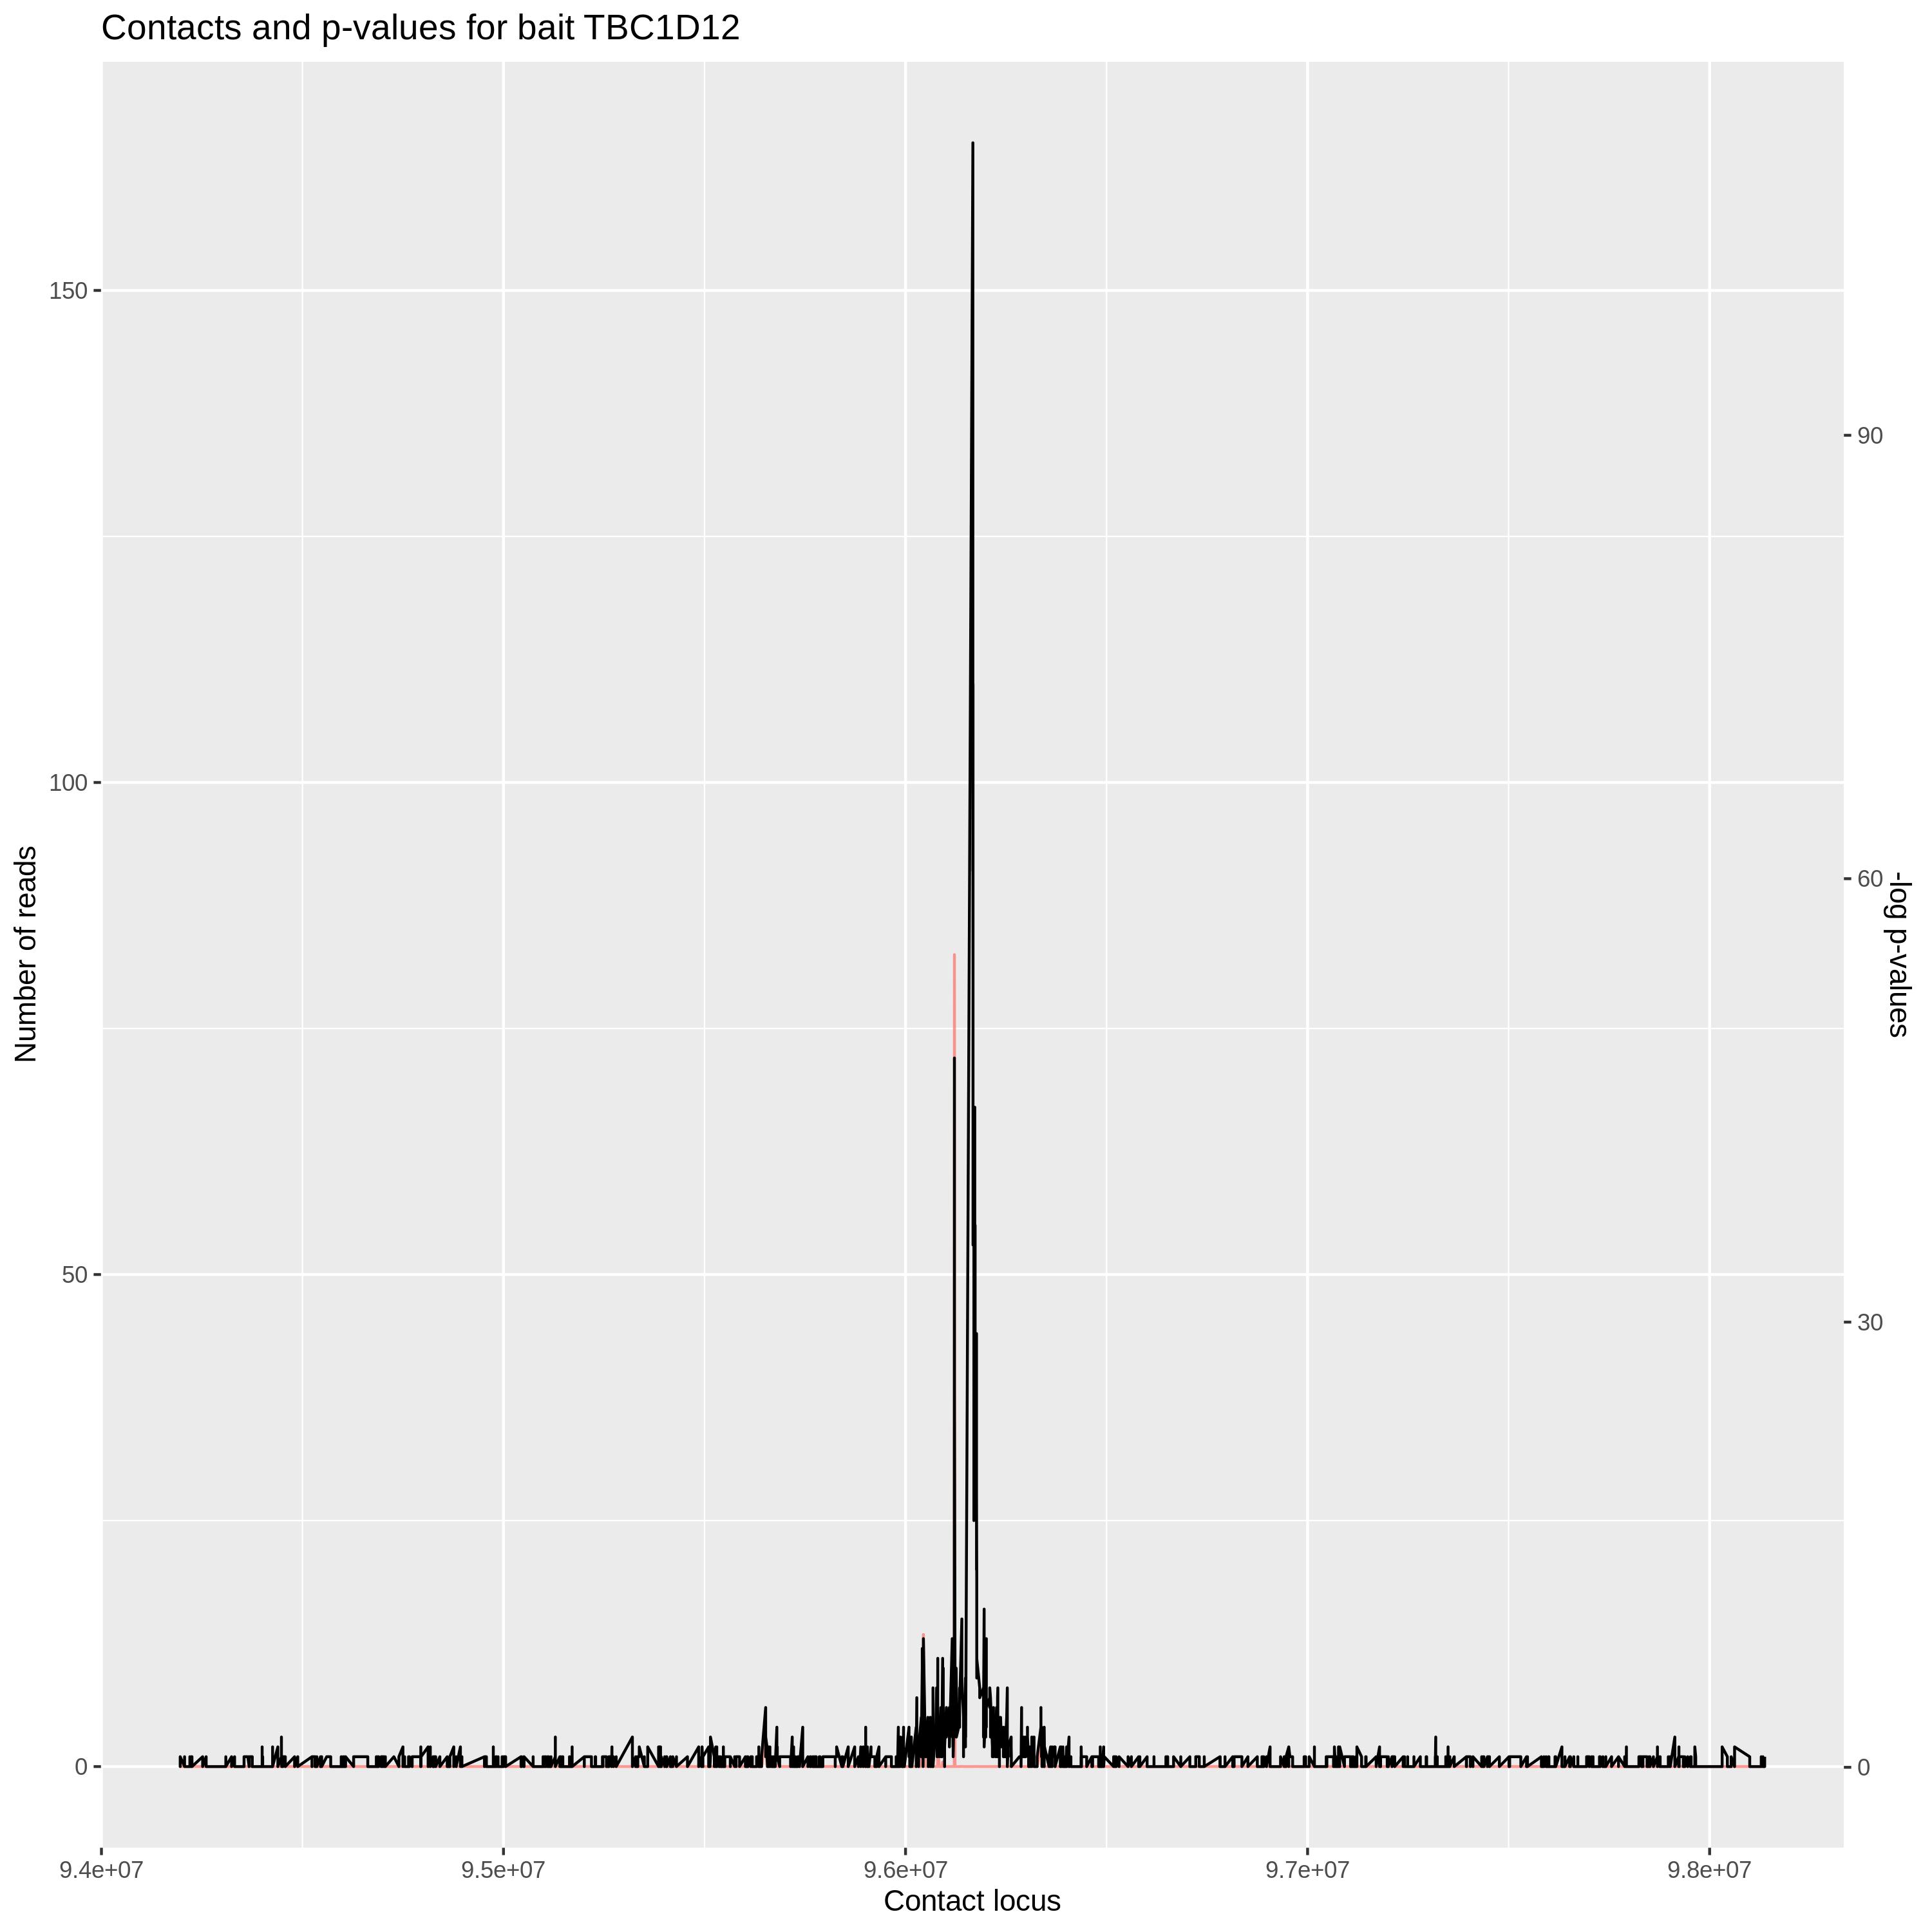 Contacts and p-values for bait TBC1D12
150
100
50
0
Number of reads
90
60
30
0
-log p-values
9.4e+07
9.5e+07
9.6e+07
9.7e+07
9.8e+07
Contact locus